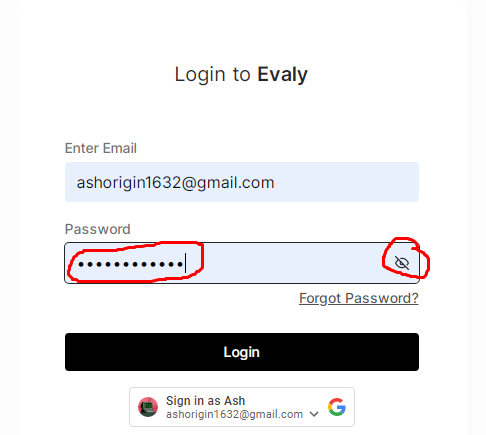 Login to Evaly
Enter Email
ashorigin1632@gmail.com
Password
••••••••••••
Forgot Password?
Login
Sign in as Ash
ashorigin1632@gmail.com